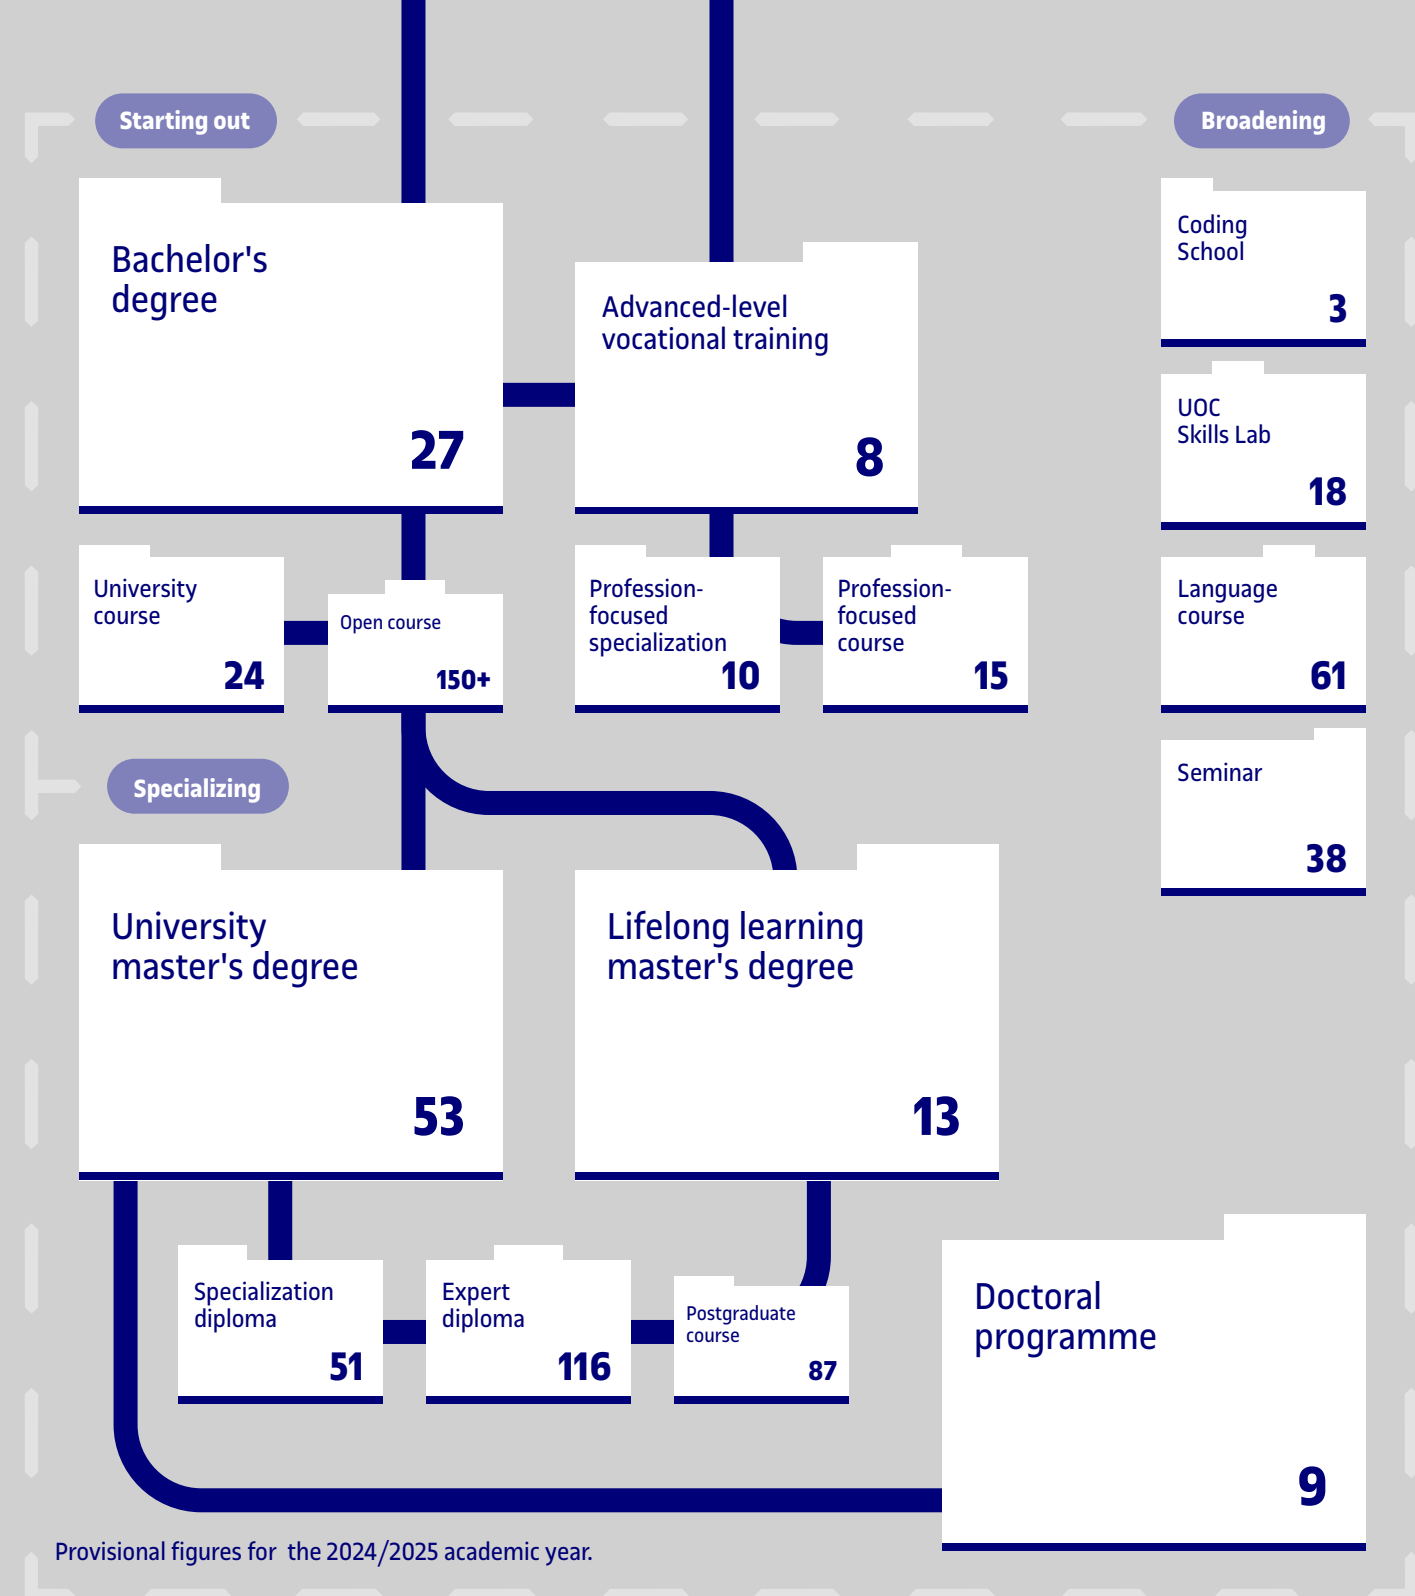 Starting out
Bachelor's
degree
27
Advanced-level
vocational training
8
University
course
24
Open course
150+
Profession-
focused
specialization
10
Profession-
focused
course
15
Broadening
Coding
School
3
UOC
Skills Lab
18
Language
course
61
Seminar
38
Specializing
University
master's degree
53
Lifelong learning
master's degree
13
Specialization
diploma
51
Expert
diploma
116
Postgraduate
course
87
Doctoral
programme
9
Provisional figures for  the 2024/2025 academic year.